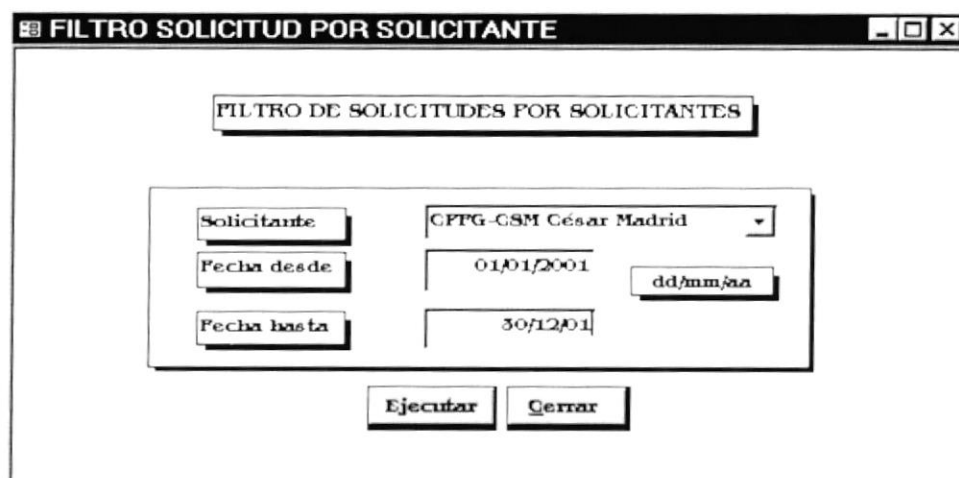 FILTRO SOLICITUD POR SOLICITANTE
FILTRO DE SOLICITUDES POR SOLICITANTES
Solicitante CPFG-CSM César Madrid
Fecha desde 01/01/2001
dd/mm/aa
Fecha hasta 30/12/01
Ejecutar Cerrar